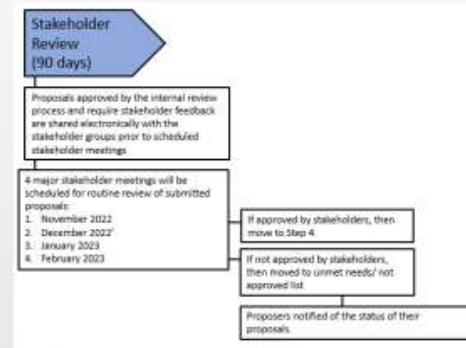 Stakeholder
Review
(90 days)
Proposals approved by the internal review
process and require stakeholder feedback
are shared electronically with the
stakeholder groups prior to scheduled
stakeholder meetings
4 major stakeholder meetings will be
scheduled for routine review of submitted
proposals:
1. November 2022
2. December 2022'
3. January 2023
4. February 2023
If approved by stakeholders, then
move to Step 4.
If not approved by stakeholders,
then moved to unmet needs/ not
approved list
Proposers notified of the status of their
proposals.